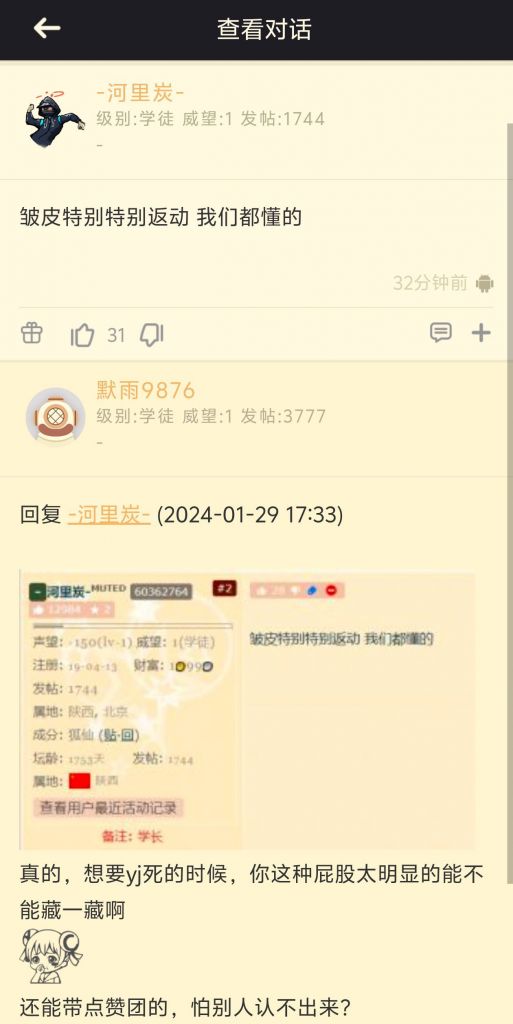 查看对话
-河里炭-
级别:学徒 威望:1 发帖:1744
-
皱皮特别特别返动 我们都懂的
32分钟前
31
默雨9876
级别:学徒 威望:1 发帖:3777
-
回复 -河里炭- (2024-01-29 17:33)
-河里炭-MUTED 60362764 #2
12984 2
28
声望: -150(lv-1) 威望: 1(学徒)
皱皮特别特别返动 我们都懂的
注册: 19-04-13 财富: 1099
发帖: 1744
属地: 陕西, 北京
成分: 狐仙 (贴·回)
坛龄: 1753天 发帖: 1744
属地: 陕西
查看用户最近活动记录
备注: 学长
真的，想要yj死的时候，你这种屁股太明显的能不
能藏一藏啊
还能带点赞团的，怕别人认不出来？